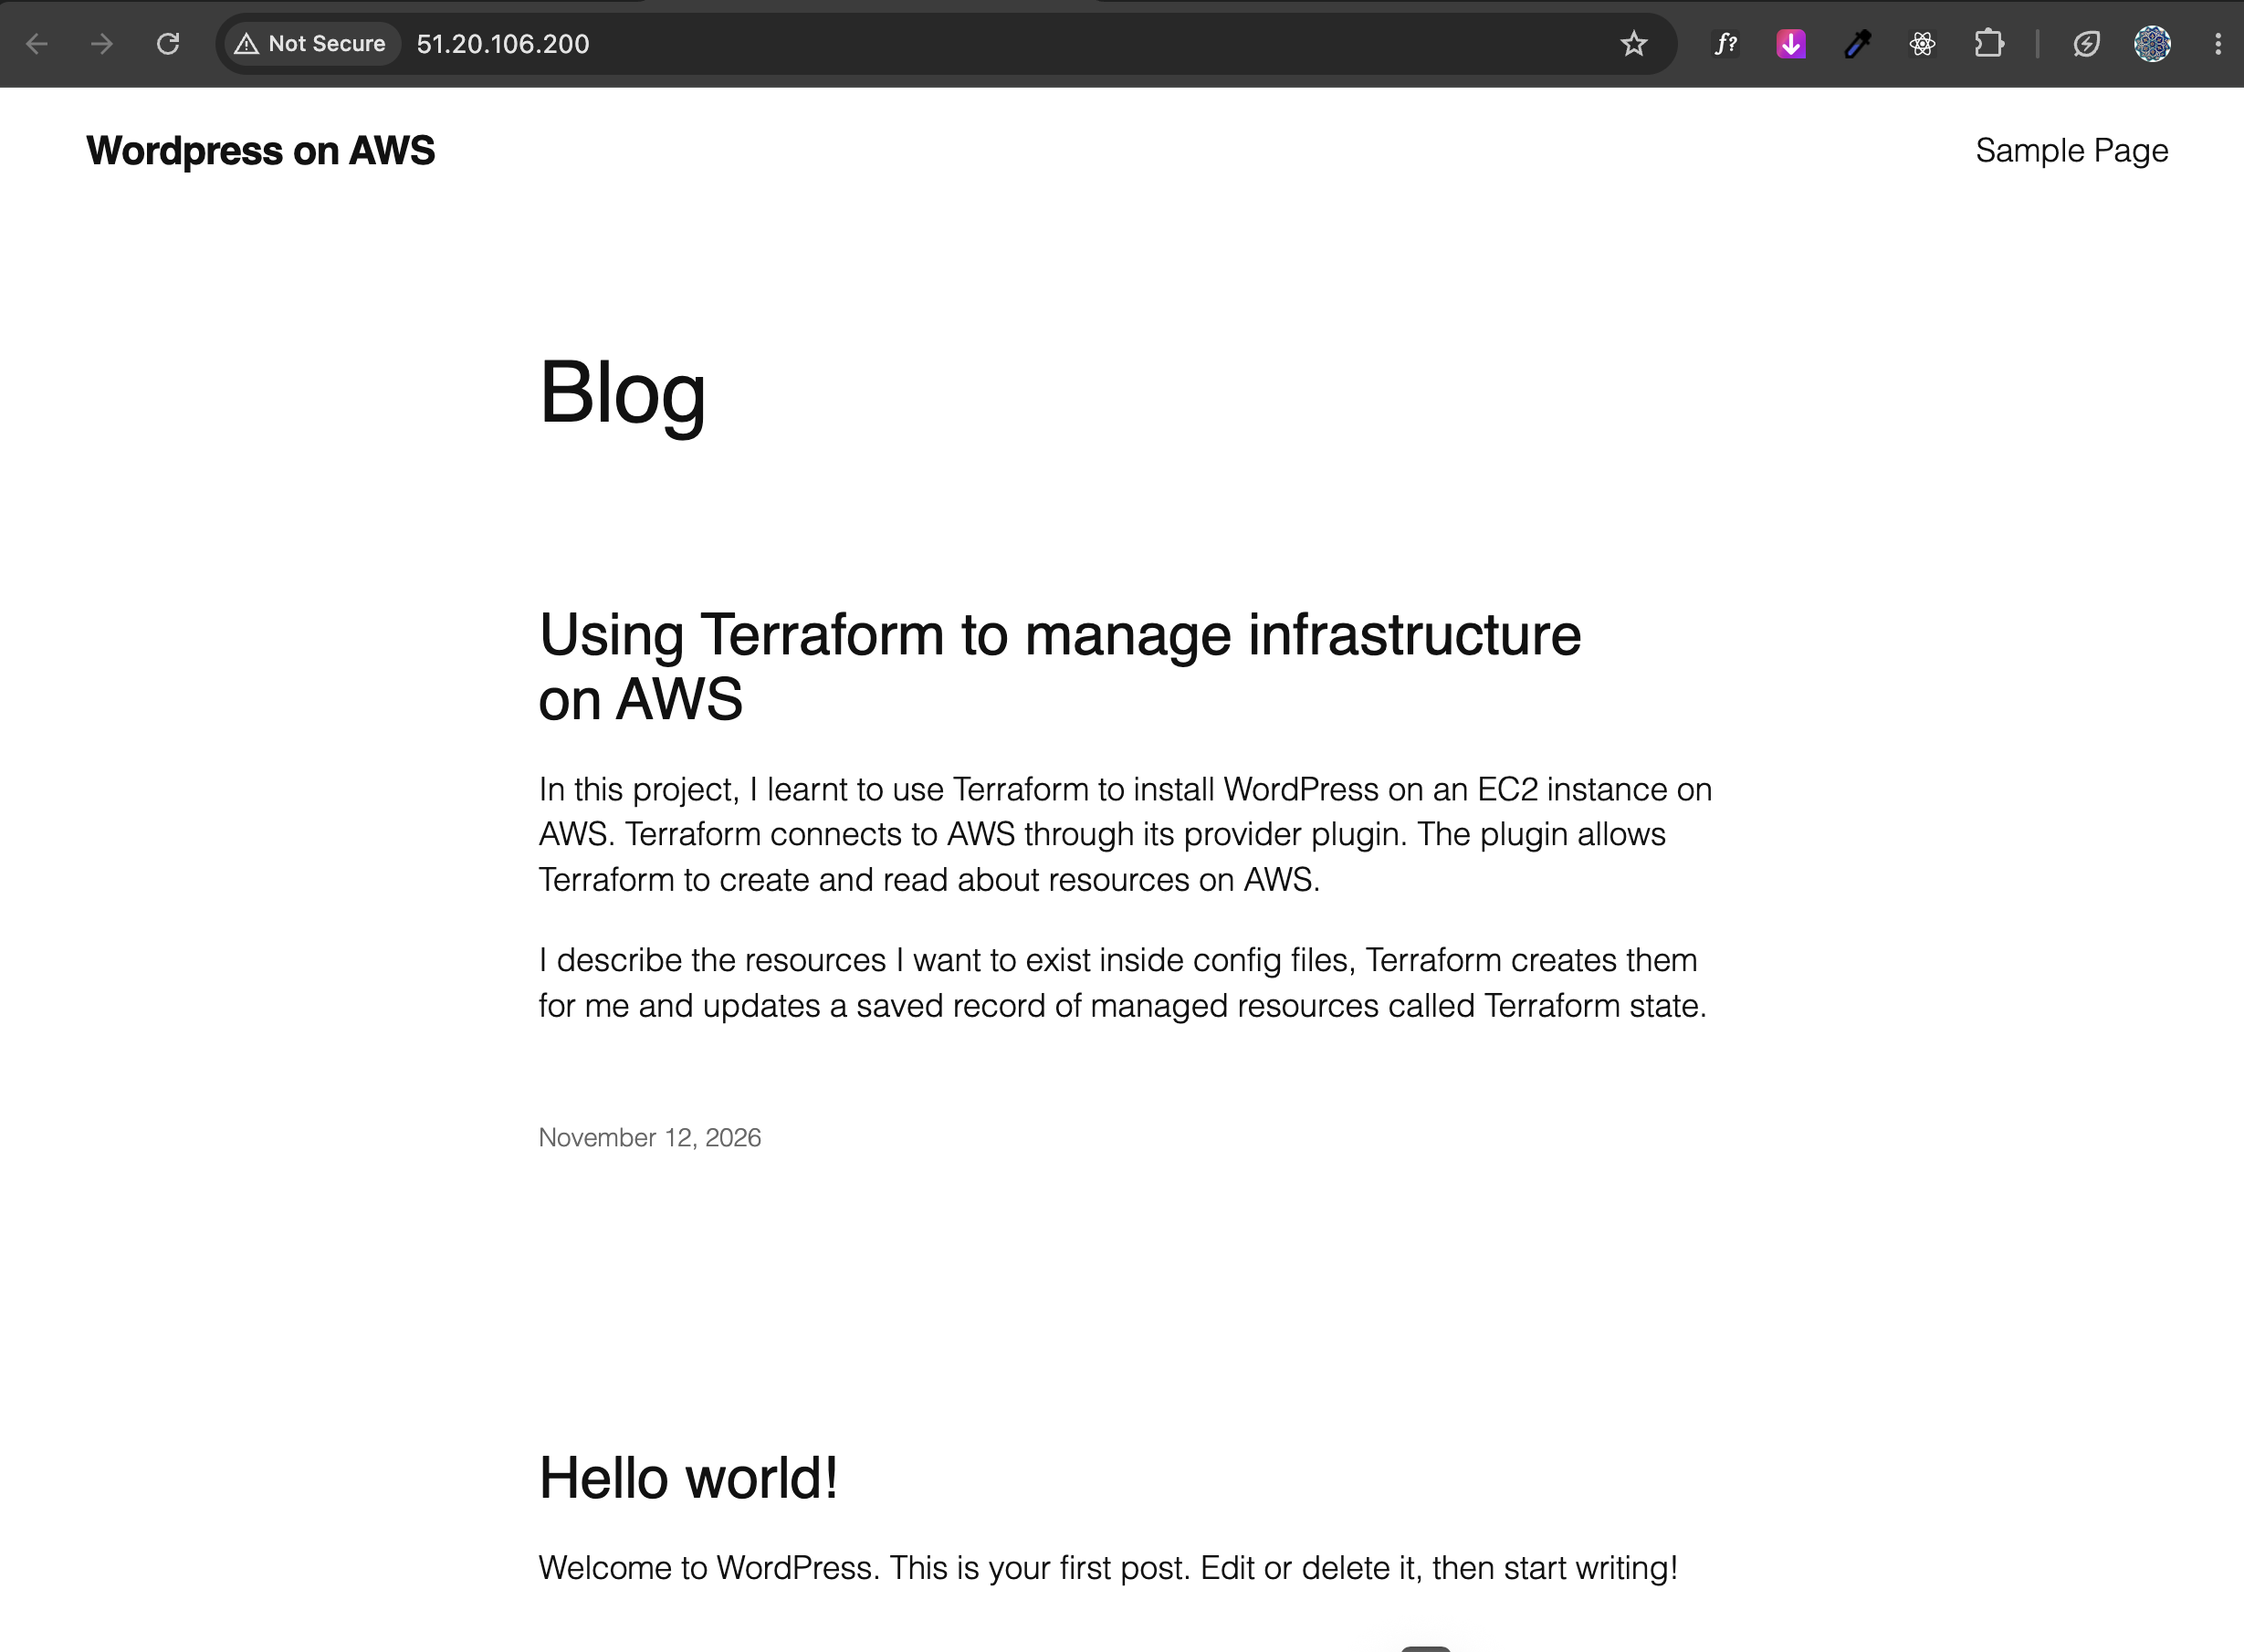 Not Secure 51.20.106.200
f?
Wordpress on AWS
Sample Page
Blog
Using Terraform to manage infrastructure
on AWS
In this project, I learnt to use Terraform to install WordPress on an EC2 instance on
AWS. Terraform connects to AWS through its provider plugin. The plugin allows
Terraform to create and read about resources on AWS.
I describe the resources I want to exist inside config files, Terraform creates them
for me and updates a saved record of managed resources called Terraform state.
November 12, 2026
Hello world!
Welcome to WordPress. This is your first post. Edit or delete it, then start writing!